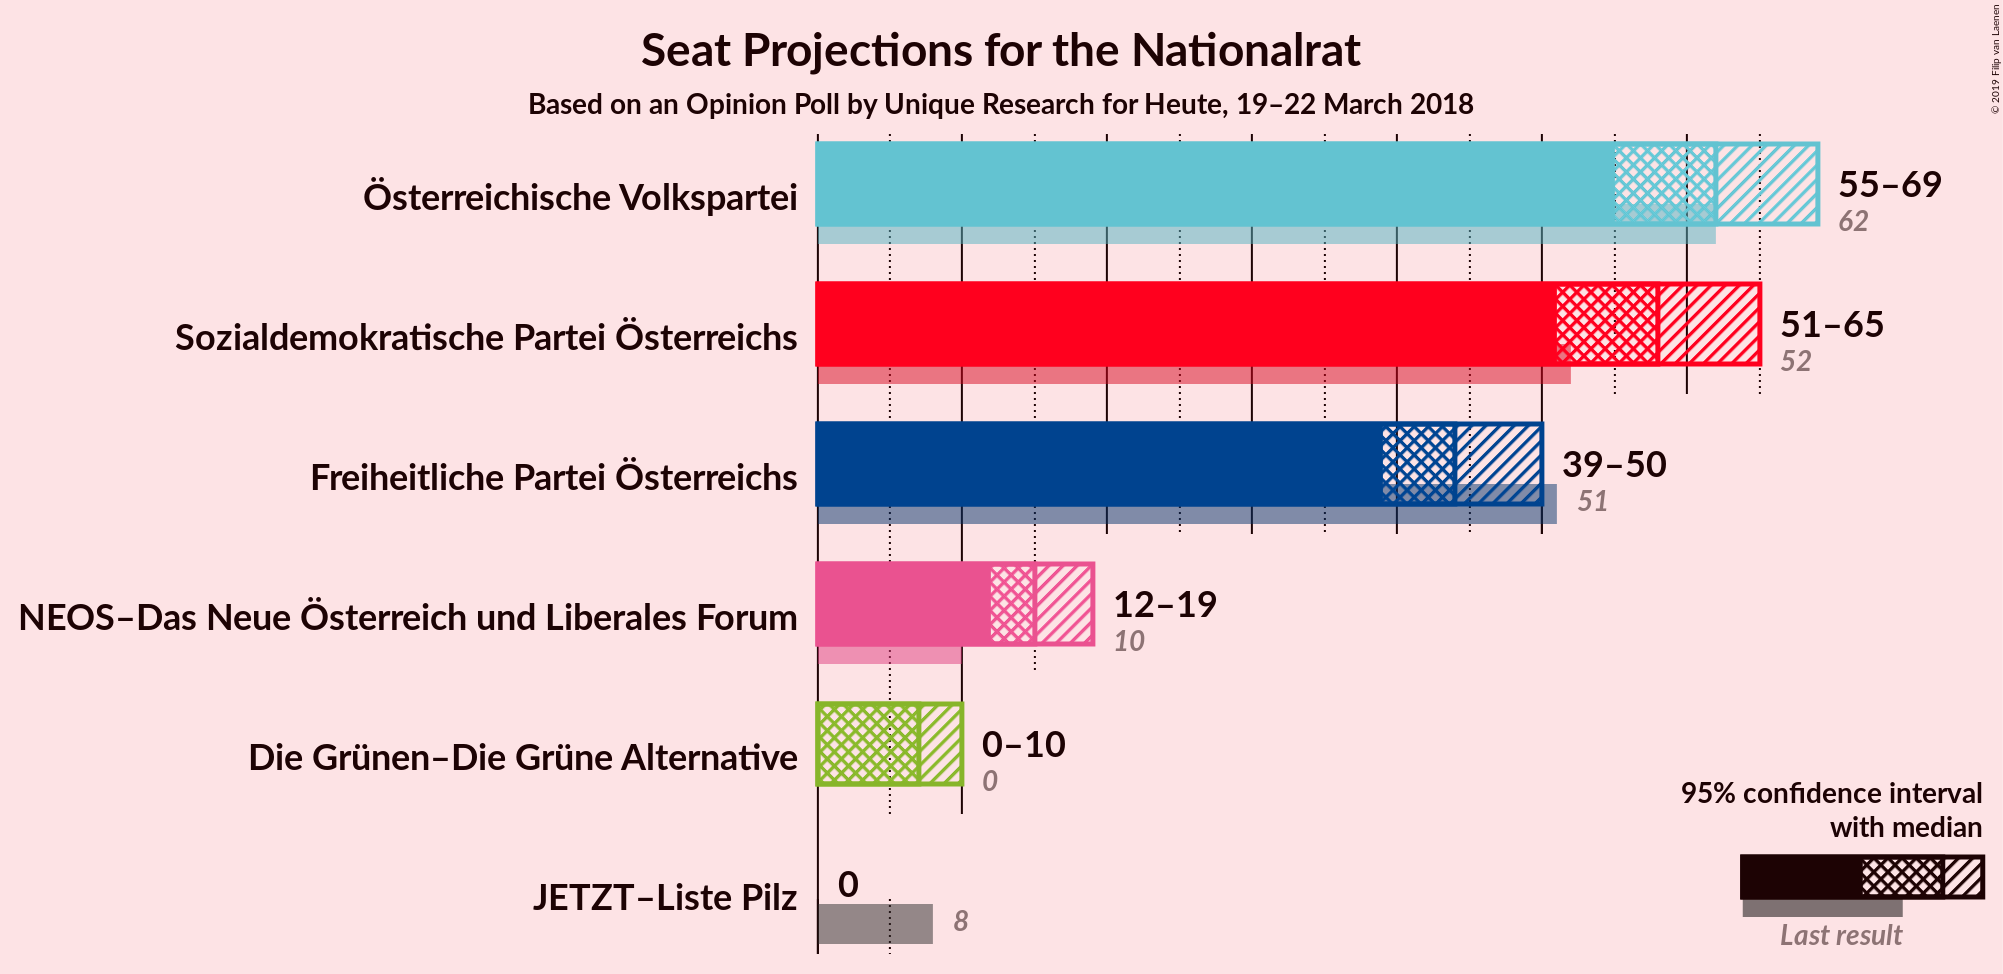 Seat Projections for the Nationalrat
Based on an Opinion Poll by Unique Research for Heute, 19–22 March 2018
© 2019 Filip van Laenen
Österreichische Volkspartei
55–69
62
Sozialdemokratische Partei Österreichs
51–65
52
Freiheitliche Partei Österreichs
39–50
51
NEOS–Das Neue Österreich und Liberales Forum
12–19
10
Die Grünen–Die Grüne Alternative
0–10
0
JETZT–Liste Pilz
0
8
95% confidence interval
with median
Last result